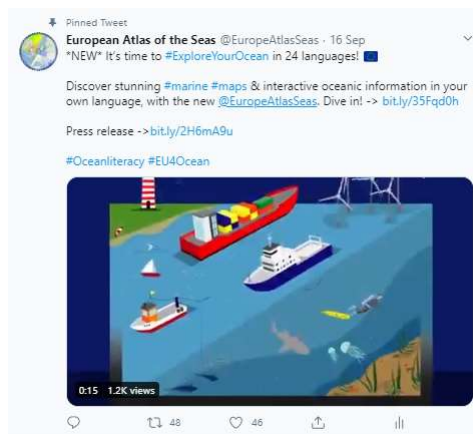 Pinned Tweet
European Atlas of the Seas @EuropeAtlasSeas · 16 Sep
*NEW* It's time to #ExploreYourOcean in 24 languages!
Discover stunning #marine #maps & interactive oceanic information in your
own language, with the new @EuropeAtlasSeas. Dive in! -> bit.ly/35Fqd0h
Press release ->bit.ly/2H6mA9u
#Oceanliteracy #EU4Ocean
0:15 1.2K views
48 46